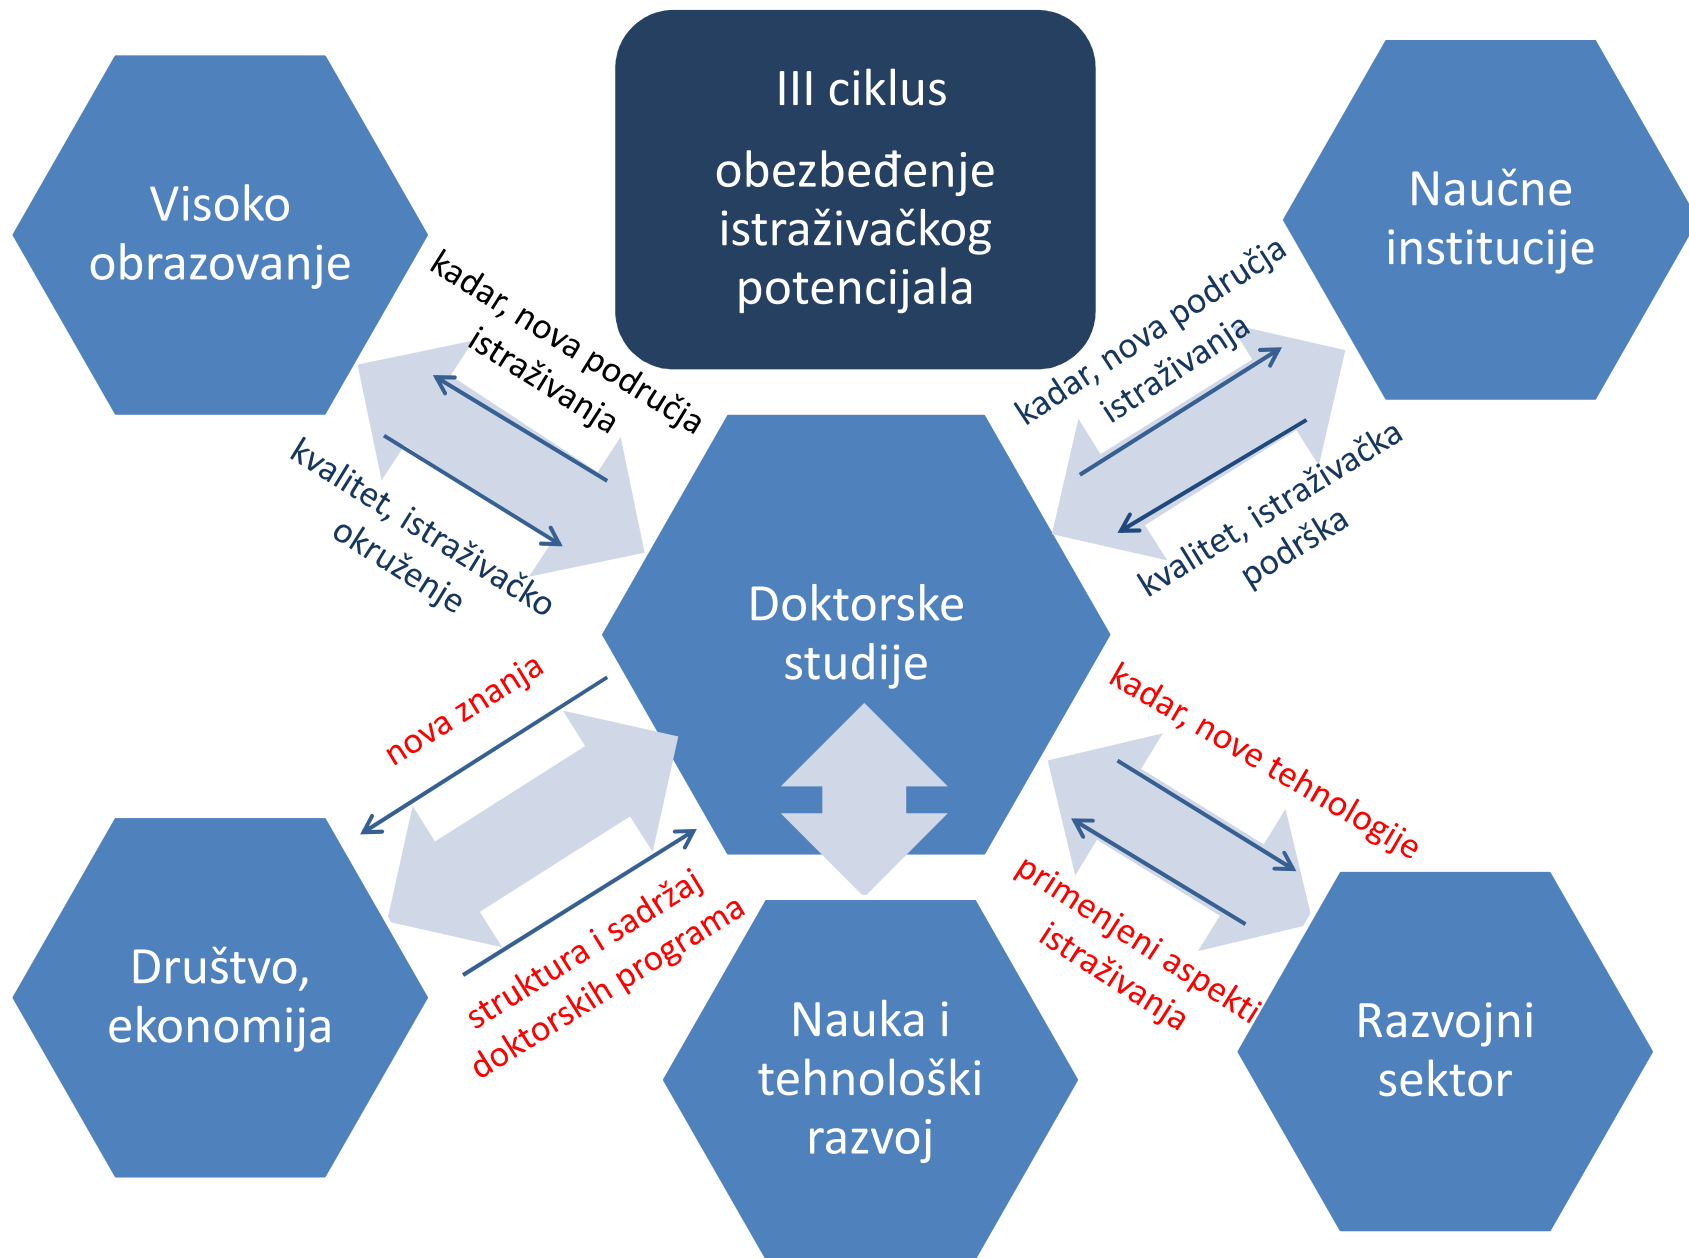 III ciklus
obezbeđenje
istraživačkog
potencijala
Visoko
obrazovanje
Naučne
institucije
kadar, nova područja
istraživanja
kvalitet, istraživačko
okruženje
kadar, nova područja
istraživanja
kvalitet, istraživačka
podrška
Doktorske
studije
nova znanja
struktura i sadržaj
doktorskih programa
kadar, nove tehnologije
primenjeni aspekti
istraživanja
Društvo,
ekonomija
Nauka i
tehnološki
razvoj
Razvojni
sektor